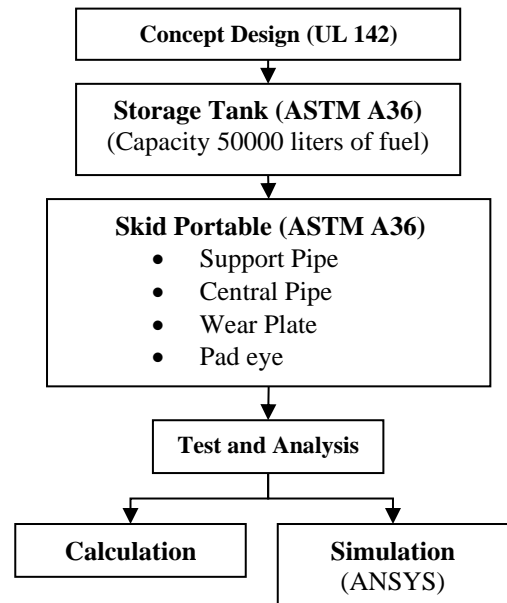 Concept Design (UL 142)
Storage Tank (ASTM A36)
(Capacity 50000 liters of fuel)
Skid Portable (ASTM A36)
• Support Pipe
• Central Pipe
• Wear Plate
• Pad eye
Test and Analysis
Calculation
Simulation
(ANSYS)